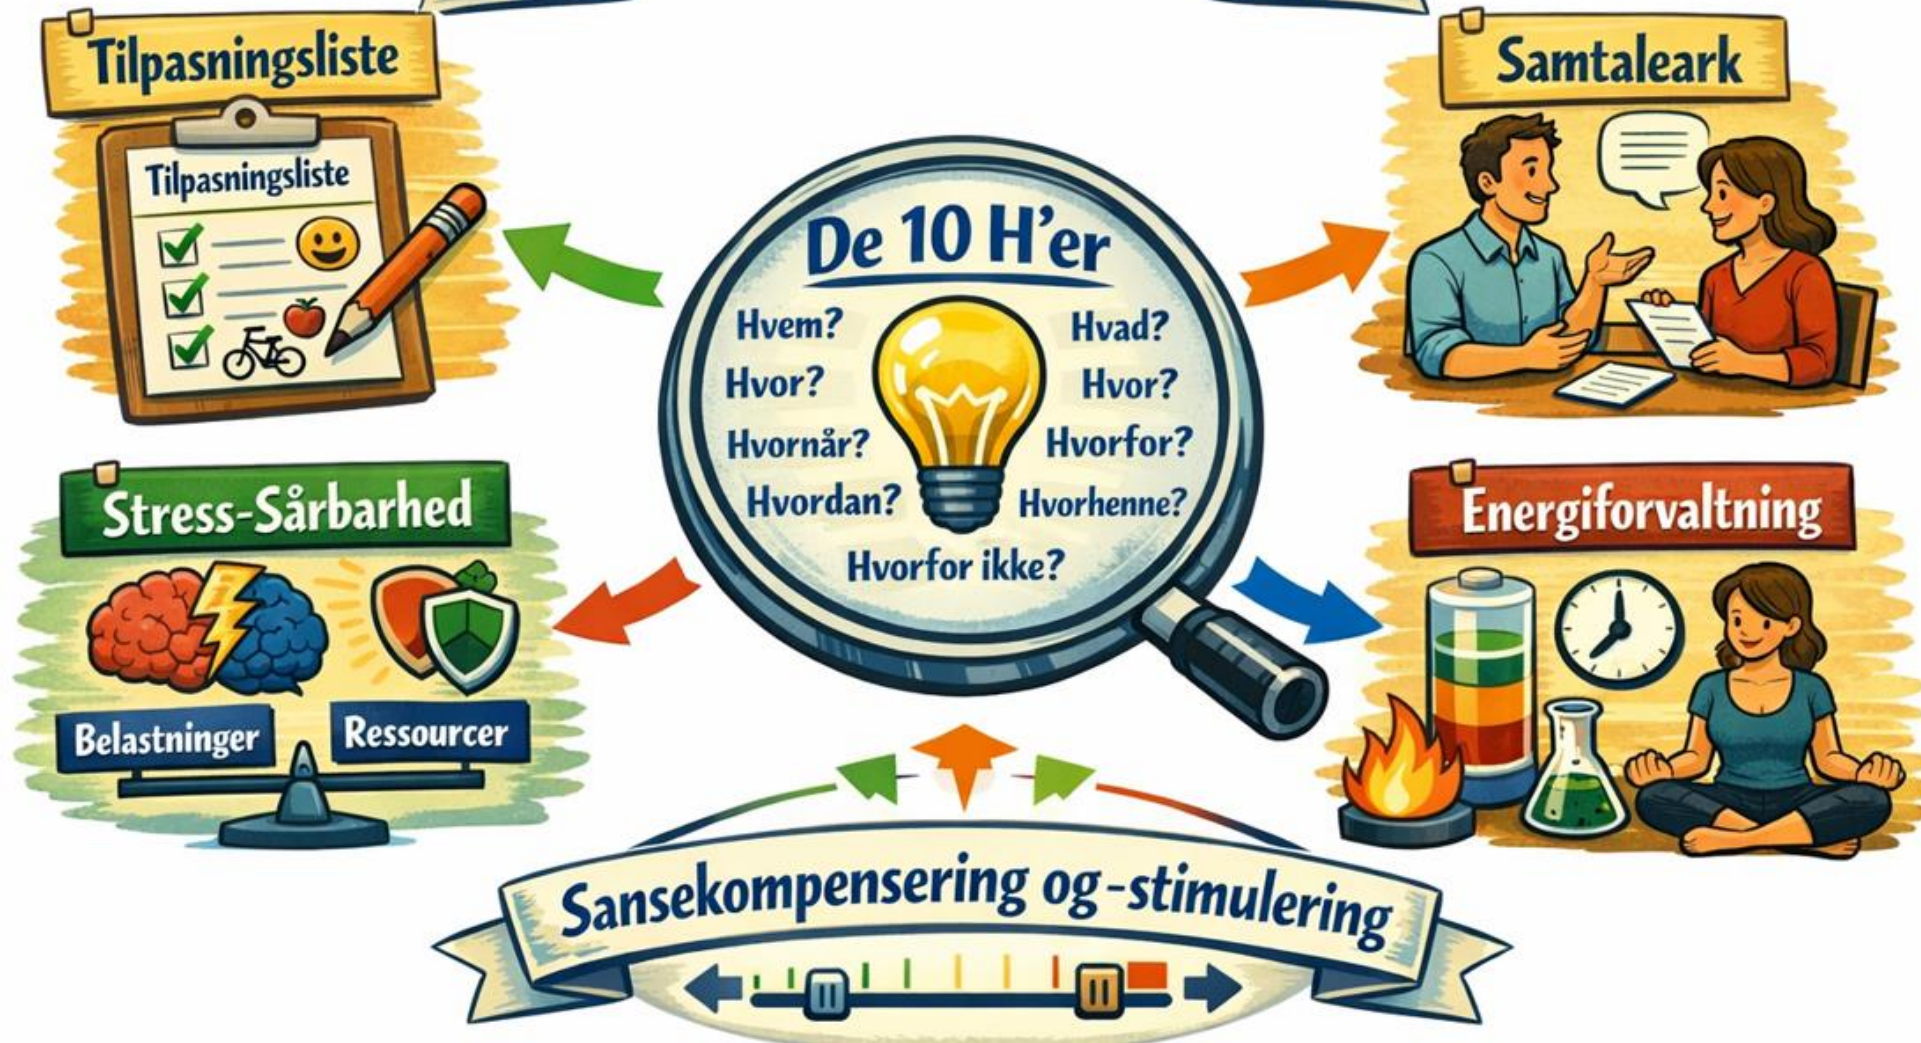 Tilpasningsliste
Tilpasningsliste
Samtaleark
De 10 H'er
Hvem?
Hvad?
Hvor?
Hvor?
Hvornår?
Hvorfor?
Hvordan?
Hvorhenne?
Hvorfor ikke?
Stress-Sårbarhed
Belastninger
Ressourcer
Energiforvaltning
Sansekompensering og-stimulering